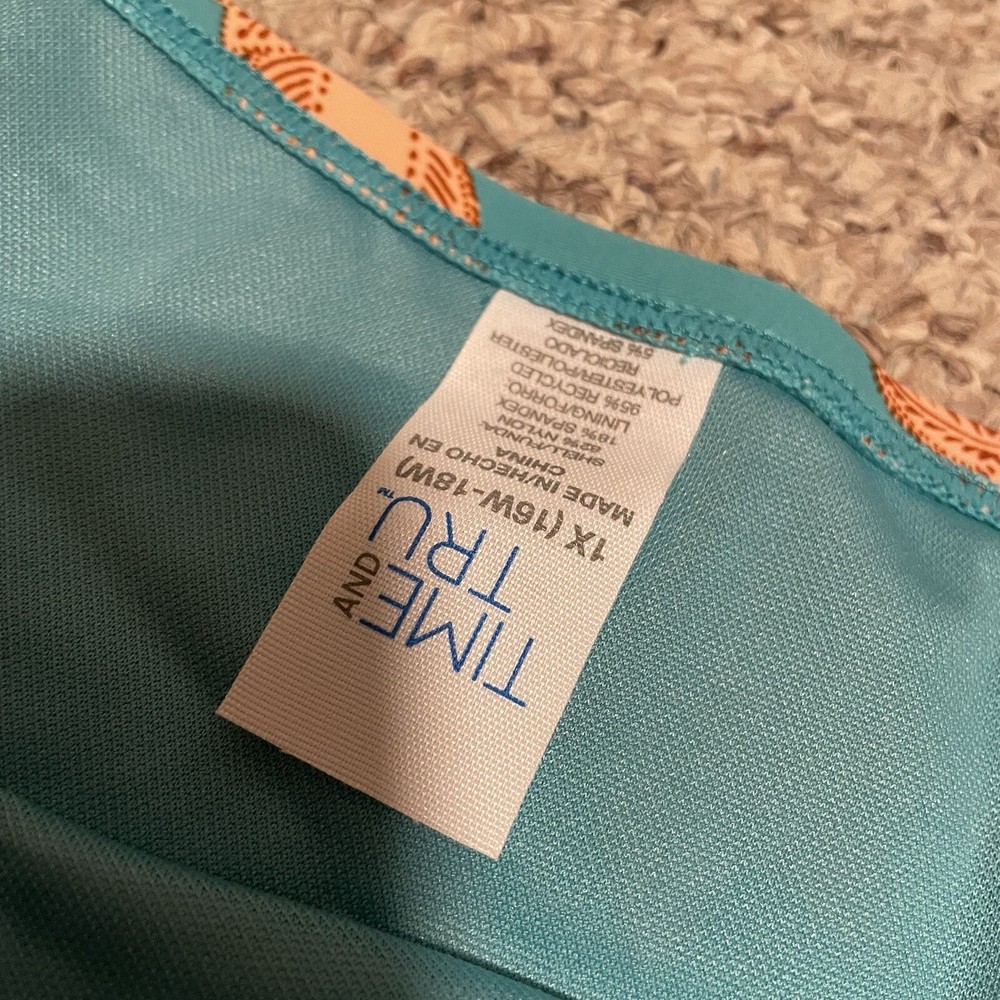 TIME
AND
TRU™
1X (16W-18W)
MADE IN/HECHO EN
CHINA
SHELL/FUNDA:
82% NYLON
18% SPANDEX
LINING/FORRO:
95% RECYCLED
POLYESTER/POLIESTER
RECICLADO
5% SPANDEX